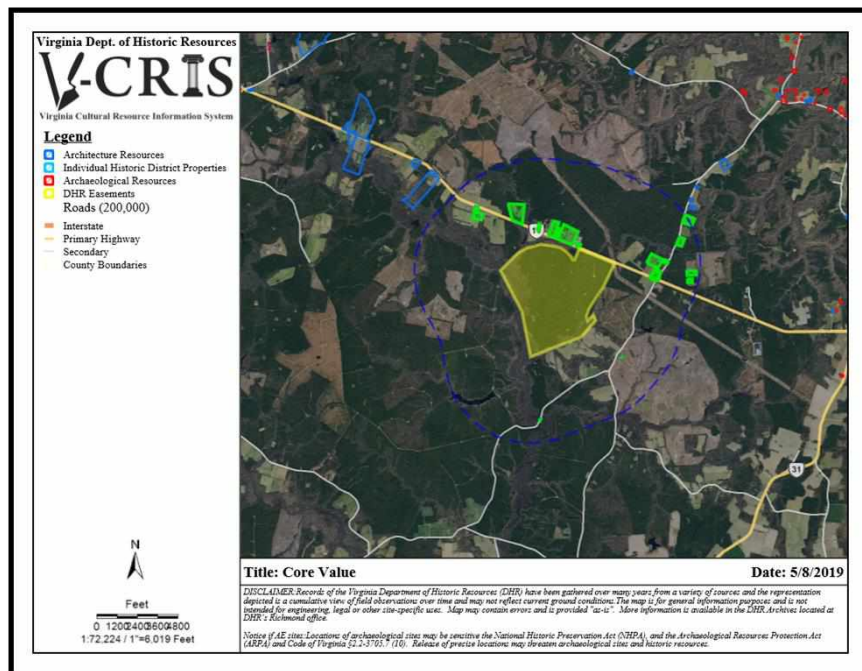 Virginia Dept. of Historic Resources
V-CRIS
Virginia Cultural Resource Information System
Legend
Architecture Resources
Individual Historic District Properties
Archaeological Resources
DHR Easements
Roads (200,000)
Interstate
Primary Highway
Secondary
County Boundaries
N
Feet
0 1200240036004800
1:72,224 / 1"=6,019 Feet
31
Title: Core Value
Date: 5/8/2019
DISCLAIMER:Records of the Virginia Department of Historic Resources (DHR) have been gathered over many years from a variety of sources and the representation
depicted is a cumulative view of field observations over time and may not reflect current ground conditions.The map is for general information purposes and is not
intended for engineering, legal or other site-specific uses. Map may contain errors and is provided "as-is". More information is available in the DHR Archives located at
DHR's Richmond office.
Notice if AE sites:Locations of archaeological sites may be sensitive the National Historic Preservation Act (NHPA), and the Archaeological Resources Protection Act
(ARPA) and Code of Virginia §2.2-3705.7 (10). Release of precise locations may threaten archaeological sites and historic resources.